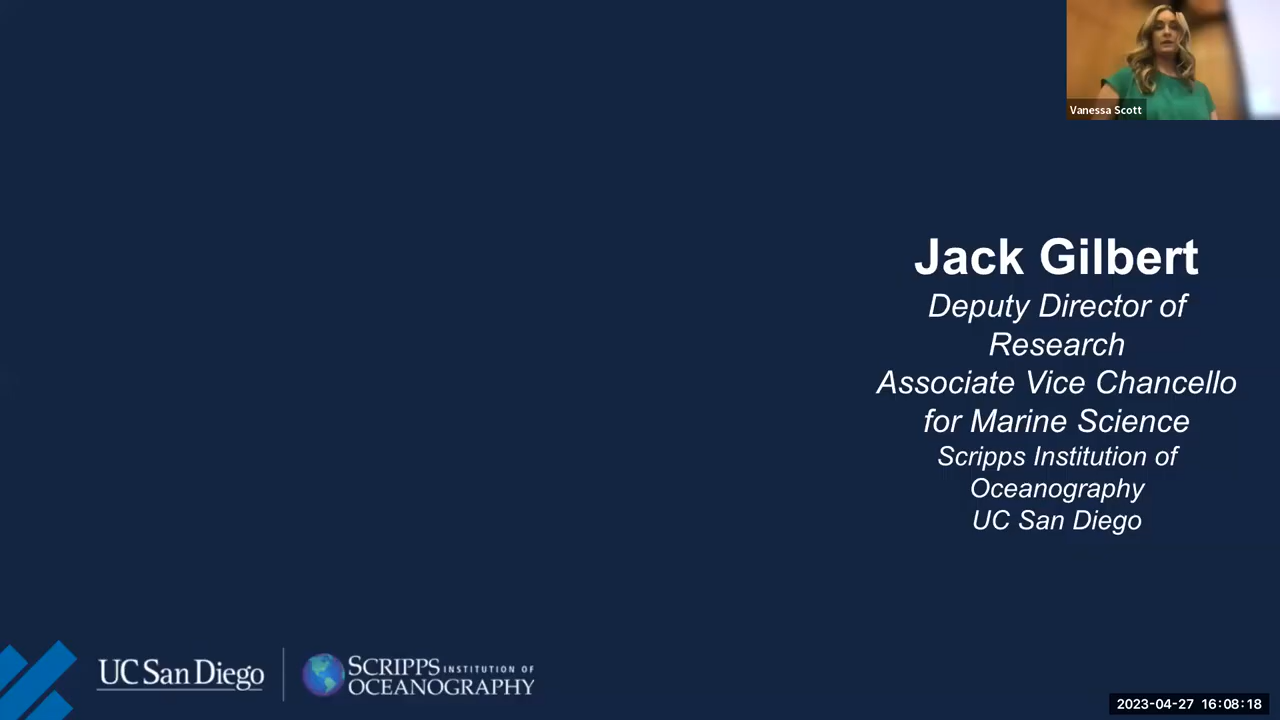 Vanessa Scott
Jack Gilbert
Deputy Director of
Research
Associate Vice Chancello
for Marine Science
Scripps Institution of
Oceanography
UC San Diego
UC San Diego
SCRIPPS INSTITUTION OF
OCEANOGRAPHY
2023-04-27 16:08:18